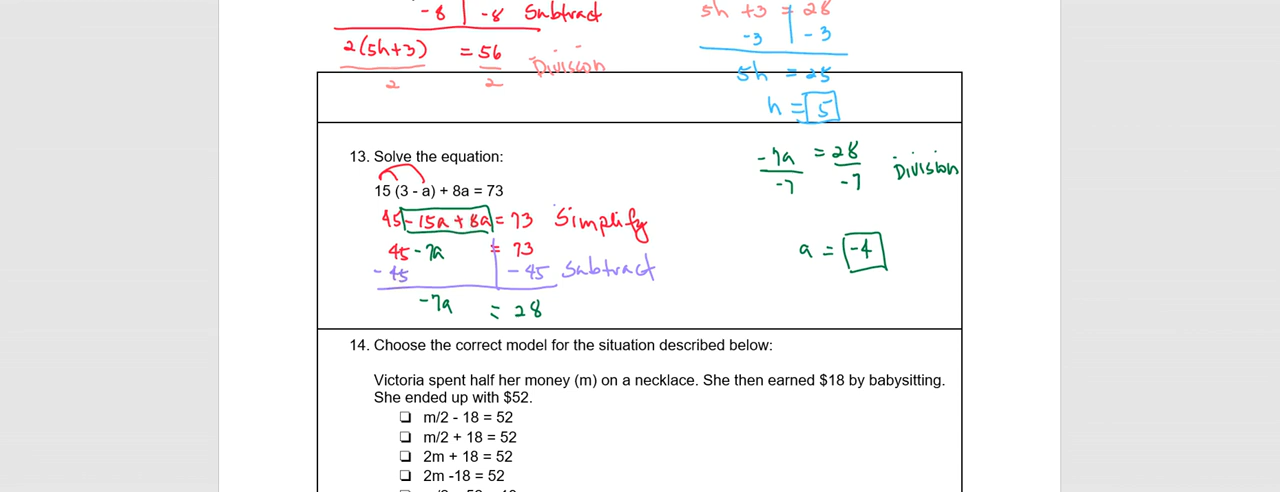 -8 | -8 Subtract
2(5h+3) = 56 Division
2 2
5h +3 = 28
-3 | -3
5h = 25
h = 5
13. Solve the equation:
15 (3 - a) + 8a = 73
45 - 15a + 8a = 73 Simplify
45 - 7a = 73
- 45 - 45 Subtract
-7a = 28
-7a = 28 Division
-7 -7
a = -4
14. Choose the correct model for the situation described below:
Victoria spent half her money (m) on a necklace. She then earned $18 by babysitting.
She ended up with $52.
❏ m/2 - 18 = 52
❏ m/2 + 18 = 52
❏ 2m + 18 = 52
❏ 2m -18 = 52